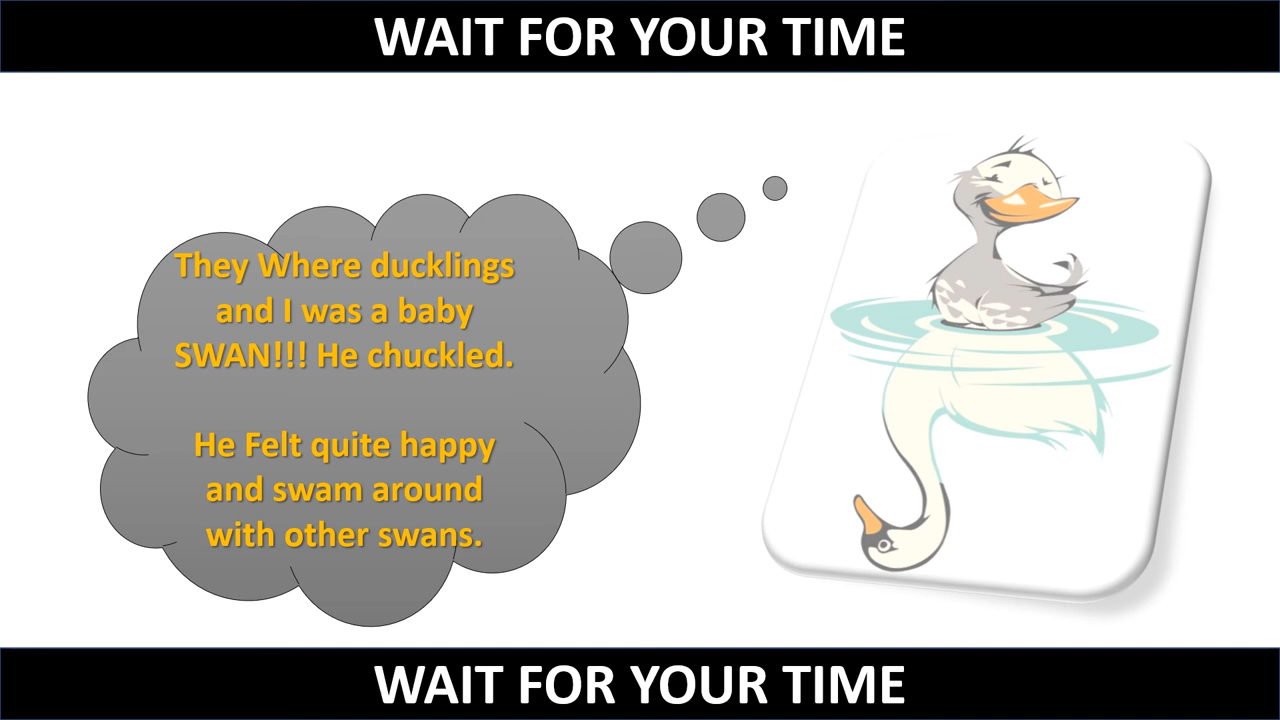 WAIT FOR YOUR TIME
They Where ducklings
and I was a baby
SWAN!!! He chuckled.
He Felt quite happy
and swam around
with other swans.
WAIT FOR YOUR TIME